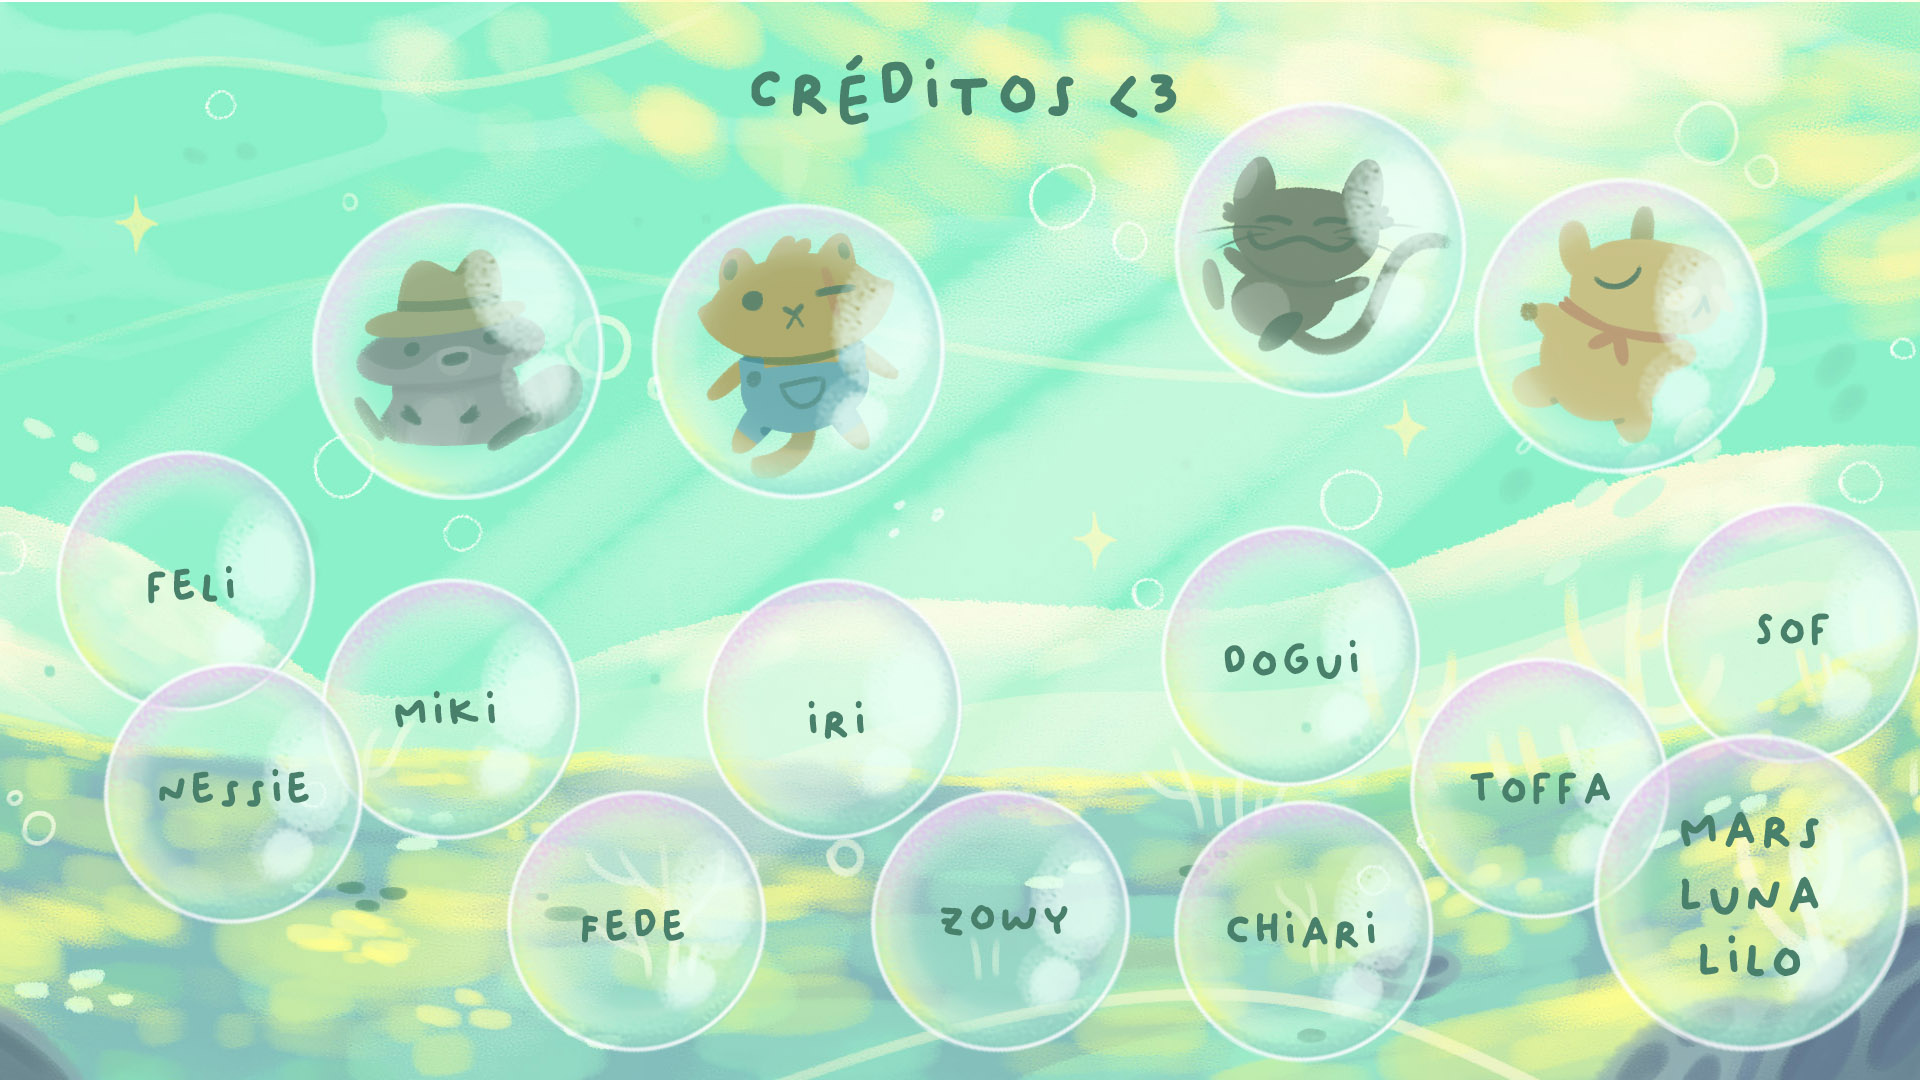 CRÉDiTOS <3
FELi
NESSiE
MiKi
FEDE
iRi
ZOWY
DOGUi
CHiARi
TOFFA
SOF
MARS
LUNA
LiLO